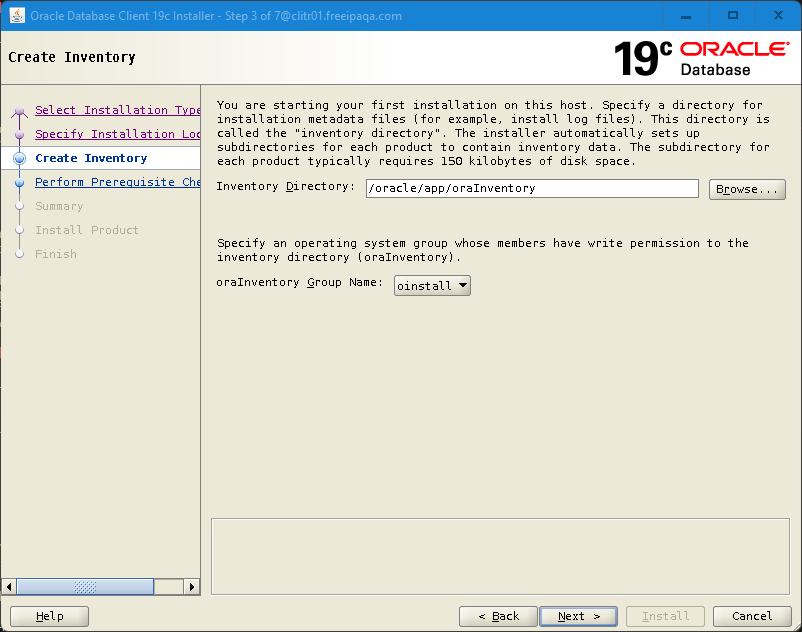 Oracle Database Client 19c Installer - Step 3 of 7@clitr01.freeipaqa.com
Create Inventory
19c ORACLE
Database
Select Installation Type
Specify Installation Loc
Create Inventory
Perform Prerequisite Che
Summary
Install Product
Finish
You are starting your first installation on this host. Specify a directory for
installation metadata files (for example, install log files). This directory is
called the "inventory directory". The installer automatically sets up
subdirectories for each product to contain inventory data. The subdirectory for
each product typically requires 150 kilobytes of disk space.
Inventory Directory: /oracle/app/oraInventory Browse...
Specify an operating system group whose members have write permission to the
inventory directory (oraInventory).
oraInventory Group Name: oinstall
Help < Back Next > Install Cancel